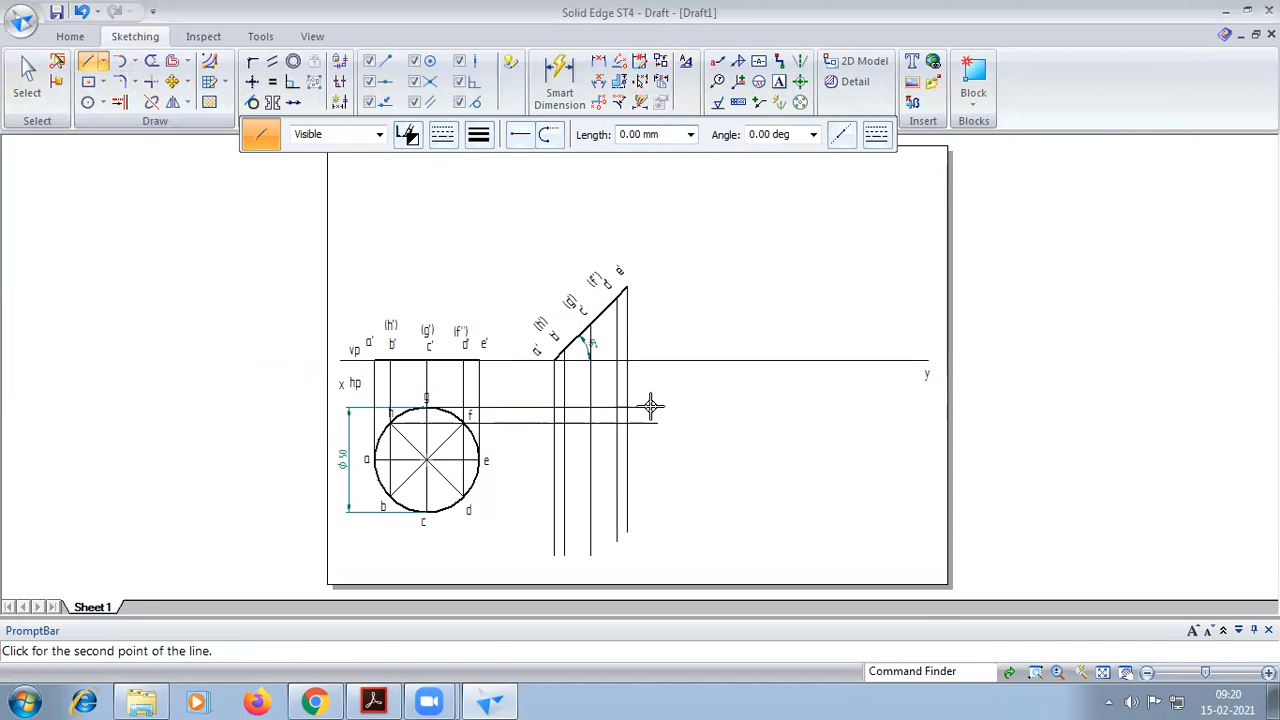 Solid Edge ST4 - Draft - [Draft1]
Home Sketching Inspect Tools View
Select
Smart
Dimension
2D Model
Detail
Block
Select Draw Insert Blocks
Visible Length: 0.00 mm Angle: 0.00 deg
e'
(f')
d'
(g')
c'
(h')
b'
a'
(h') (g') (f')
a' b' c' d' e'
vp
x hp y
g
h f
a e
ϕ 50
b c d
Sheet 1
PromptBar
Click for the second point of the line.
Command Finder
09:20
15-02-2021